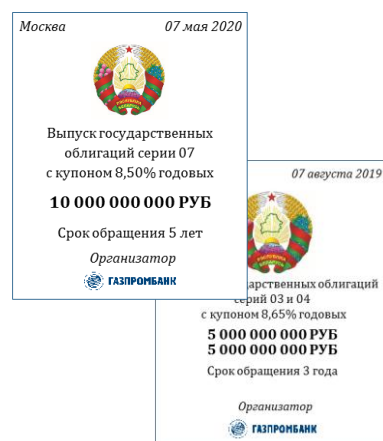 Москва 07 мая 2020
Выпуск государственных
облигаций серии 07
с купоном 8,50% годовых
10 000 000 000 РУБ
Срок обращения 5 лет
Организатор
ГАЗПРОМБАНК
07 августа 2019
облигаций
серий 03 и 04
с купоном 8,65% годовых
5 000 000 000 РУБ
5 000 000 000 РУБ
Срок обращения 3 года
Организатор
ГАЗПРОМБАНК